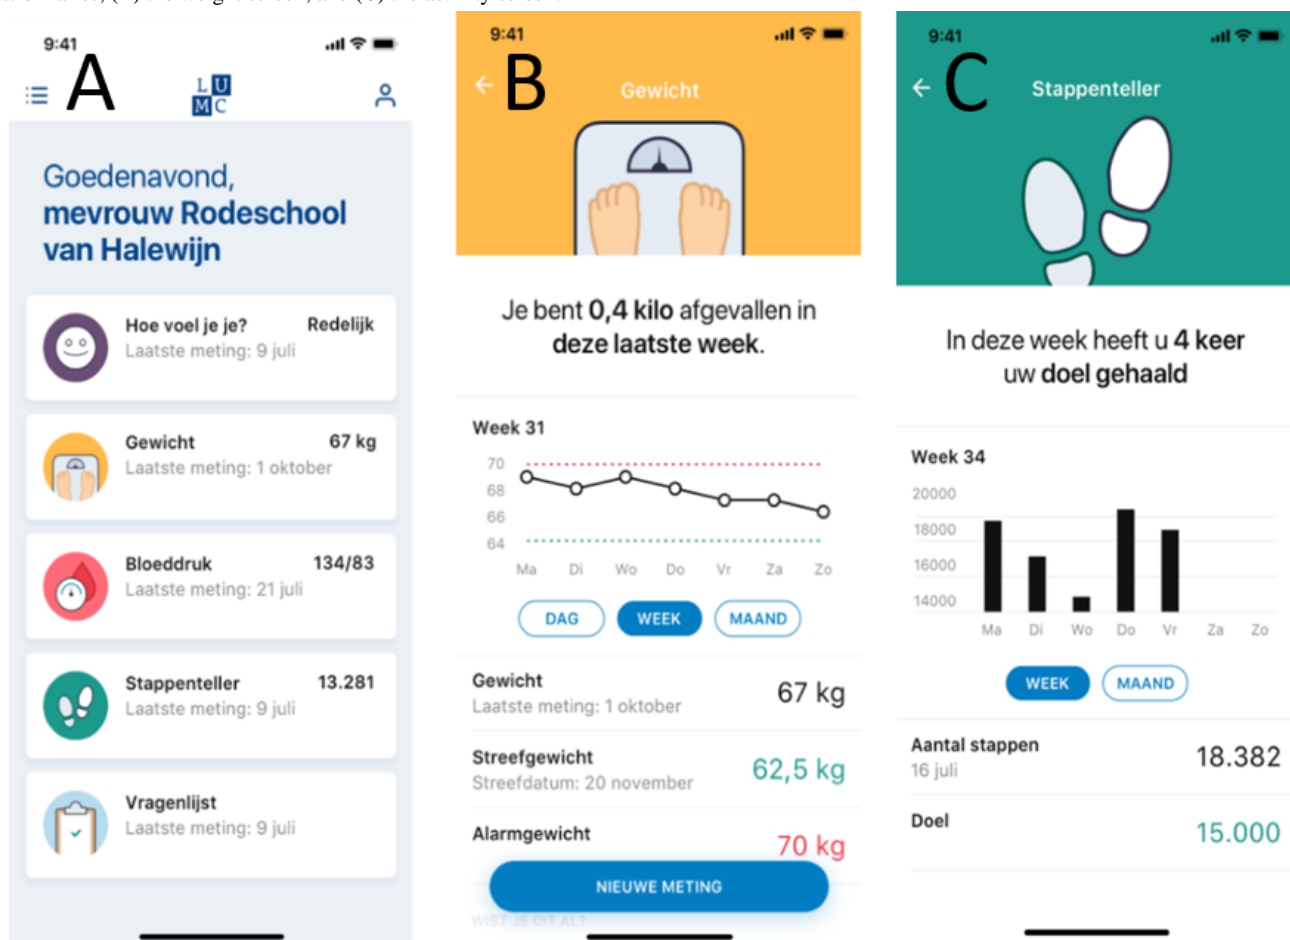 9:41
A
L U
M C
Goedenavond,
mevrouw Rodeschool
van Halewijn
Hoe voel je je? Redelijk
Laatste meting: 9 juli
Gewicht 67 kg
Laatste meting: 1 oktober
Bloeddruk 134/83
Laatste meting: 21 juli
Stappenteller 13.281
Laatste meting: 9 juli
Vragenlijst
Laatste meting: 9 juli
9:41
B
Gewicht
Je bent 0,4 kilo afgevallen in
deze laatste week.
Week 31
70
68
66
64
Ma Di Wo Do Vr Za Zo
DAG WEEK MAAND
Gewicht 67 kg
Laatste meting: 1 oktober
Streefgewicht 62,5 kg
Streefdatum: 20 november
Alarmgewicht 70 kg
NIEUWE METING
WIST JE DIT AL?
9:41
C
Stappenteller
In deze week heeft u 4 keer
uw doel gehaald
Week 34
20000
18000
16000
14000
Ma Di Wo Do Vr Za Zo
WEEK MAAND
Aantal stappen 18.382
16 juli
Doel 15.000